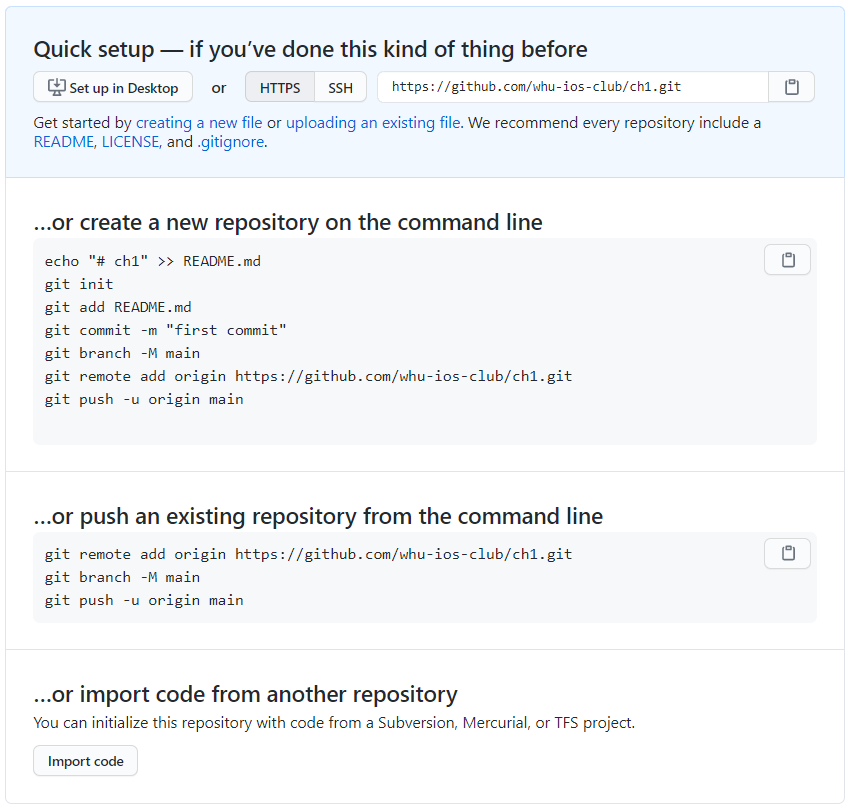 Quick setup — if you’ve done this kind of thing before
Set up in Desktop or HTTPS SSH https://github.com/whu-ios-club/ch1.git
Get started by creating a new file or uploading an existing file. We recommend every repository include a
README, LICENSE, and .gitignore.
…or create a new repository on the command line
echo "# ch1" >> README.md
git init
git add README.md
git commit -m "first commit"
git branch -M main
git remote add origin https://github.com/whu-ios-club/ch1.git
git push -u origin main
…or push an existing repository from the command line
git remote add origin https://github.com/whu-ios-club/ch1.git
git branch -M main
git push -u origin main
…or import code from another repository
You can initialize this repository with code from a Subversion, Mercurial, or TFS project.
Import code